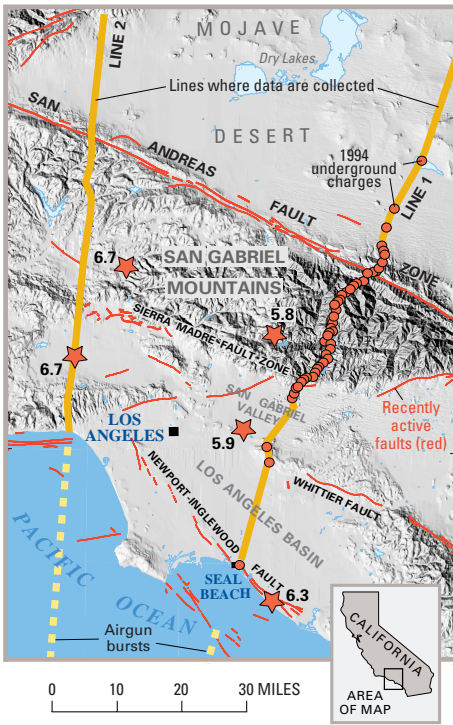 LINE 2
MOJAVE
Dry Lakes
Lines where data are collected
DESERT
SAN
ANDREAS
FAULT
ZONE
1994
underground
charges
LINE 1
6.7
SAN GABRIEL
MOUNTAINS
5.8
SIERRA MADRE-FAULT-ZONE
6.7
SAN GABRIEL
VALLEY
Recently
active
faults (red)
LOS
ANGELES
5.9
LOS ANGELES BASIN
WHITTIER FAULT
NEWPORT-INGLEWOOD
FAULT
SEAL
BEACH
6.3
PACIFIC OCEAN
Airgun
bursts
CALIFORNIA
AREA
OF MAP
0 10 20 30 MILES